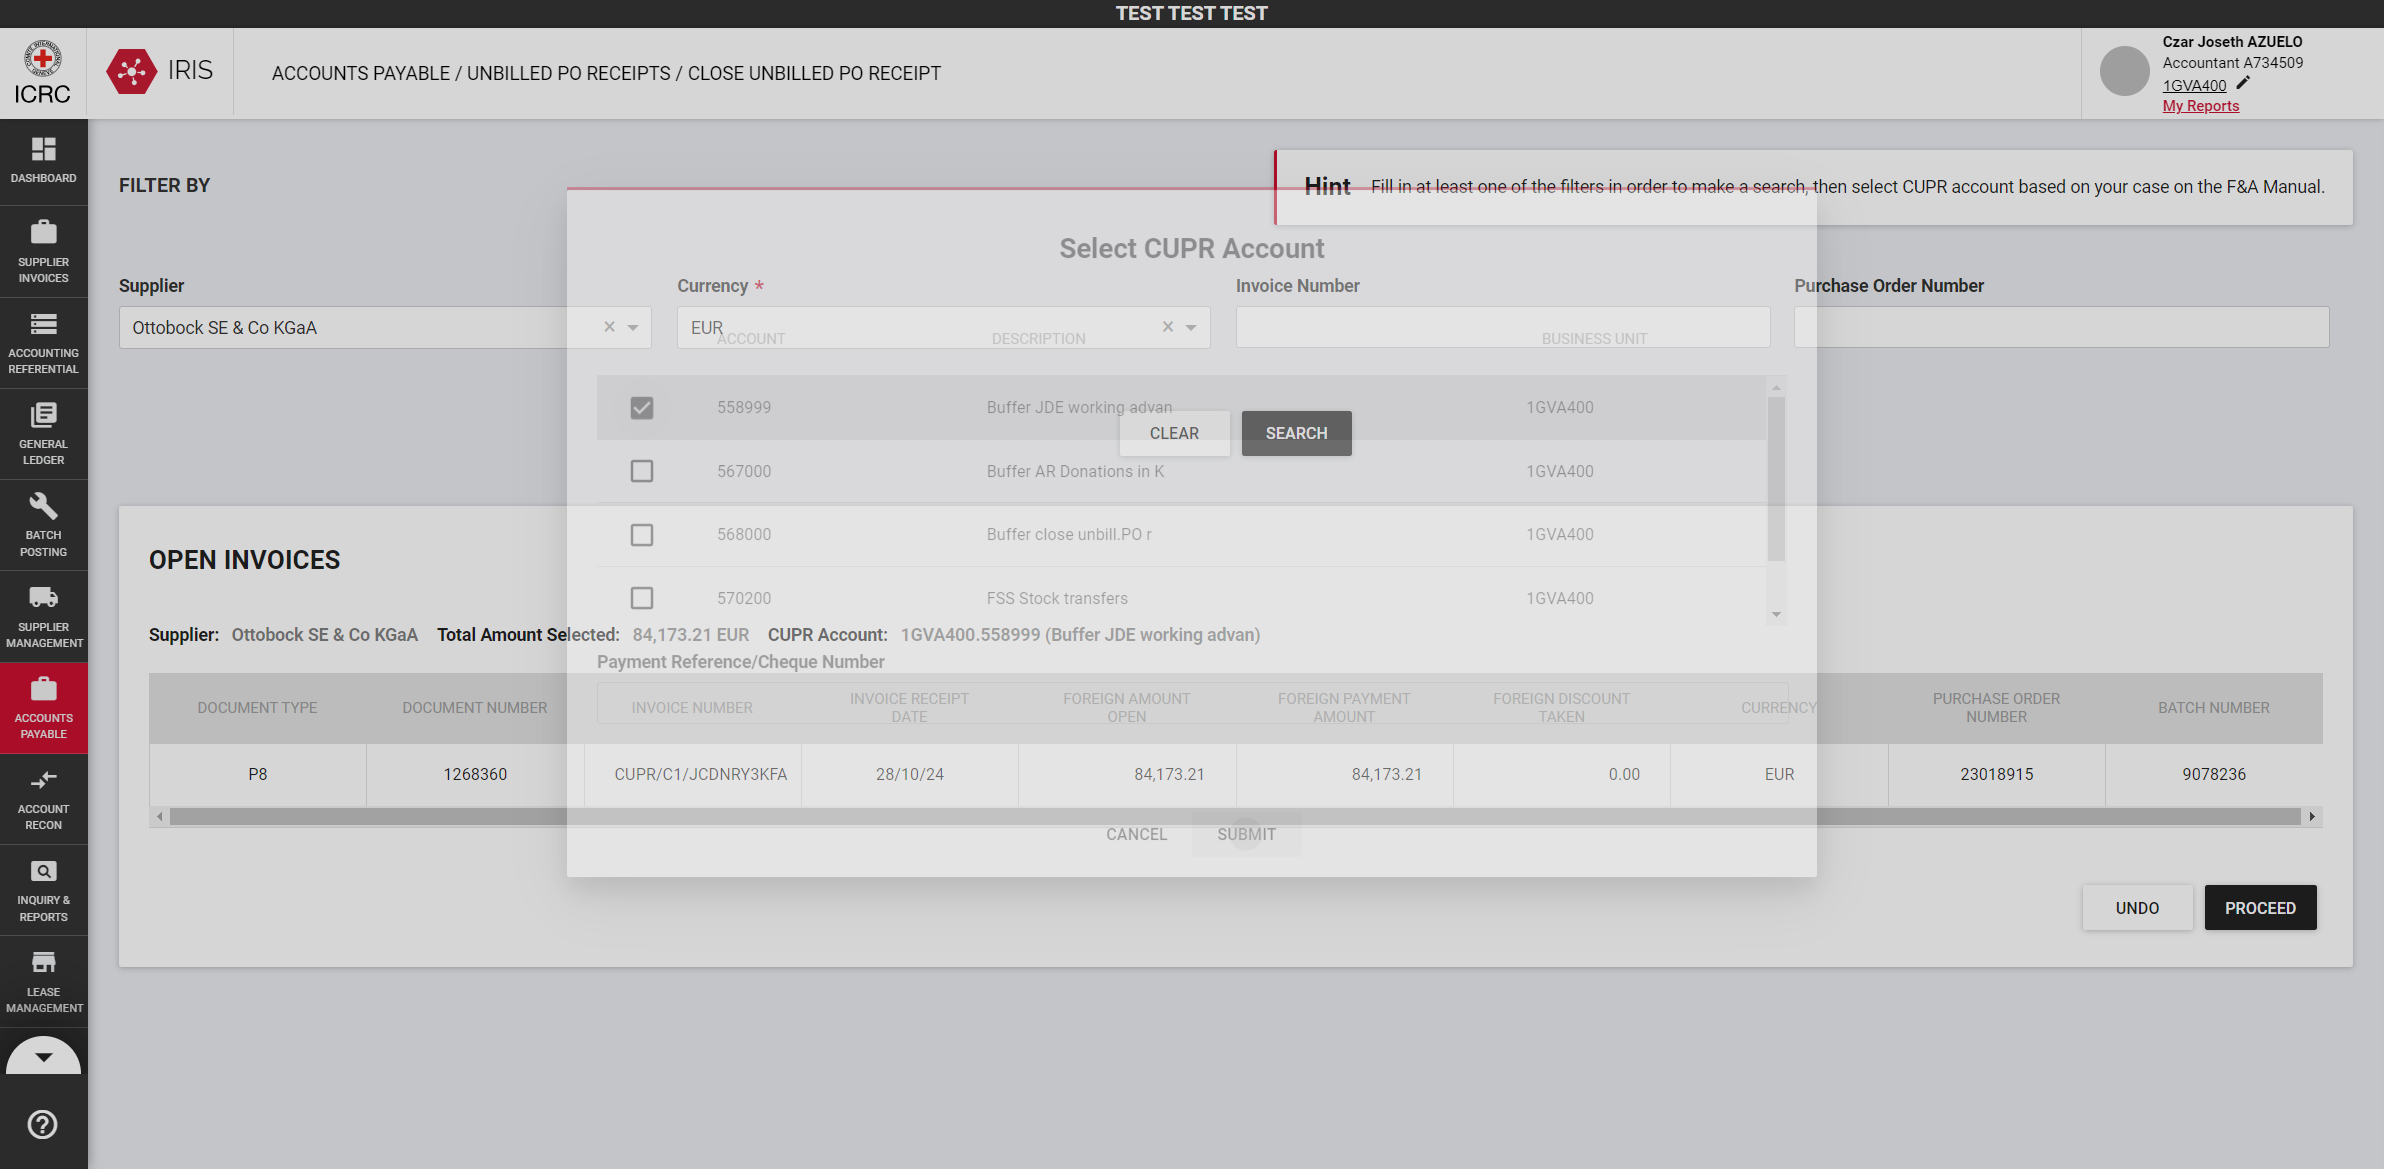 TEST TEST TEST
ICRC
IRIS
ACCOUNTS PAYABLE / UNBILLED PO RECEIPTS / CLOSE UNBILLED PO RECEIPT
Czar Joseth AZUELO
Accountant A734509
1GVA400
My Reports
DASHBOARD
SUPPLIER
INVOICES
ACCOUNTING
REFERENTIAL
GENERAL
LEDGER
BATCH
POSTING
SUPPLIER
MANAGEMENT
ACCOUNTS
PAYABLE
ACCOUNT
RECON
INQUIRY &
REPORTS
LEASE
MANAGEMENT
FILTER BY
Hint Fill in at least one of the filters in order to make a search, then select CUPR account based on your case on the F&A Manual.
Supplier Currency * Invoice Number Purchase Order Number
Ottobock SE & Co KGaA EUR
CLEAR SEARCH
Select CUPR Account
ACCOUNT DESCRIPTION BUSINESS UNIT
558999 Buffer JDE working advan 1GVA400
567000 Buffer AR Donations in K 1GVA400
568000 Buffer close unbill.PO r 1GVA400
570200 FSS Stock transfers 1GVA400
Payment Reference/Cheque Number
CANCEL SUBMIT
OPEN INVOICES
Supplier: Ottobock SE & Co KGaA Total Amount Selected: 84,173.21 EUR CUPR Account: 1GVA400.558999 (Buffer JDE working advan)
DOCUMENT TYPE DOCUMENT NUMBER INVOICE NUMBER INVOICE RECEIPT DATE FOREIGN AMOUNT OPEN FOREIGN PAYMENT AMOUNT FOREIGN DISCOUNT TAKEN CURRENCY PURCHASE ORDER NUMBER BATCH NUMBER
P8 1268360 CUPR/C1/JCDNRY3KFA 28/10/24 84,173.21 84,173.21 0.00 EUR 23018915 9078236
UNDO PROCEED